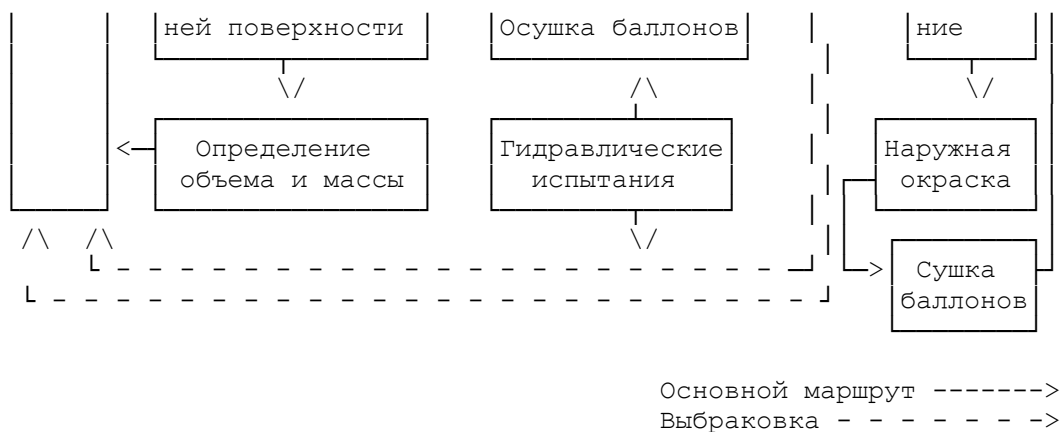 ней поверхности
Осушка баллонов
ние
Определение
объема и массы
Гидравлические
испытания
Наружная
окраска
Сушка
баллонов
Основной маршрут ------->
Выбраковка - - - - - - ->